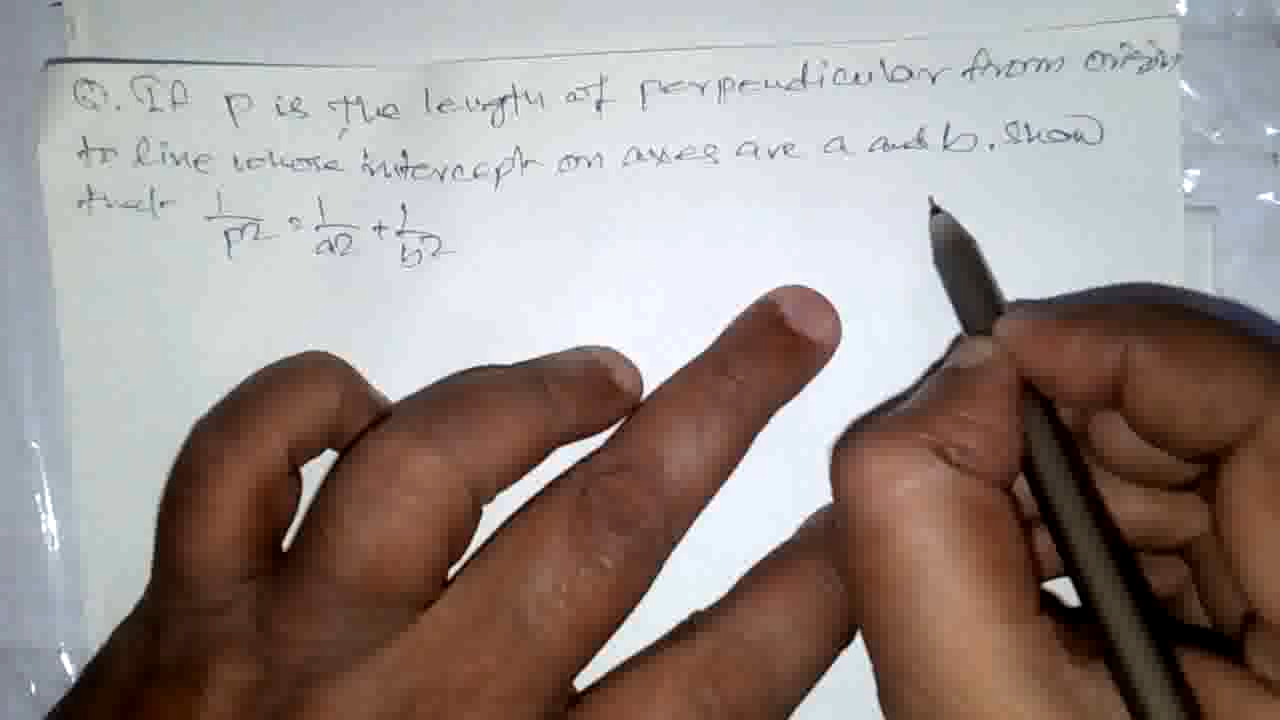 Q. If p is the length of perpendicular from origin
to line whose intercept on axes are a and b. show
that 1/p2 = 1/a2 + 1/b2